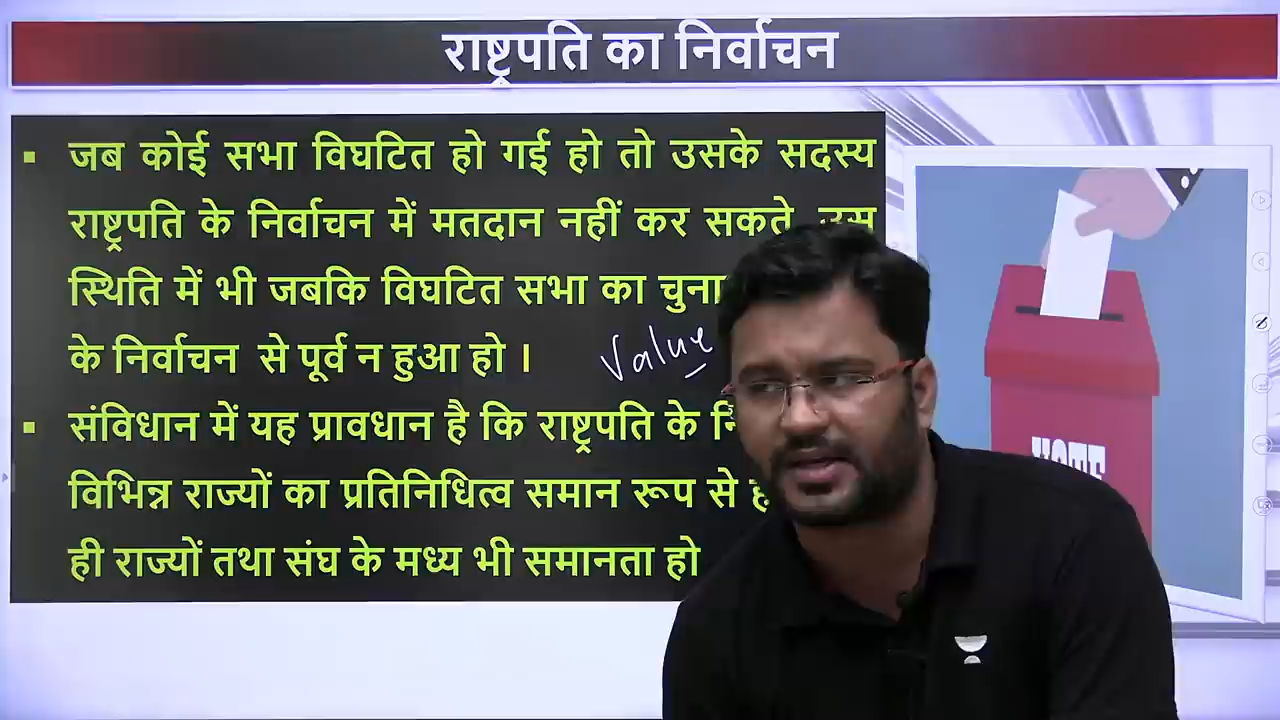 राष्ट्रपति का निर्वाचन
▪ जब कोई सभा विघटित हो गई हो तो उसके सदस्य
राष्ट्रपति के निर्वाचन में मतदान नहीं कर सकते
स्थिति में भी जबकि विघटित सभा का
के निर्वाचन से पूर्व न हुआ हो ।
Value
▪ संविधान में यह प्रावधान है कि राष्ट्रपति के
विभिन्न राज्यों का प्रतिनिधित्व समान रूप से
ही राज्यों तथा संघ के मध्य भी समानता हो